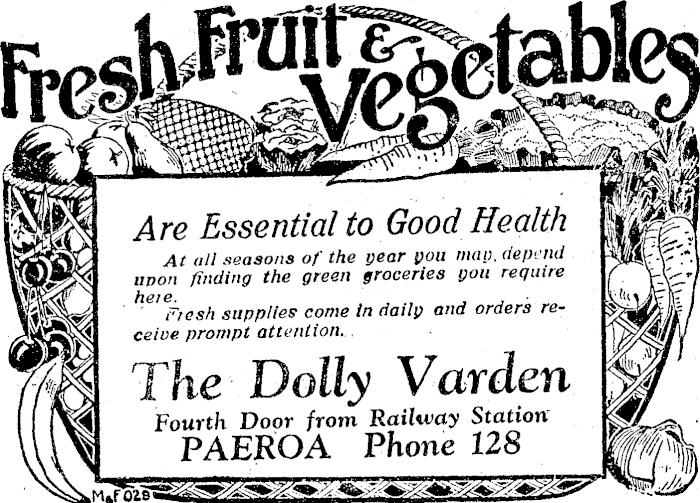 Fresh Fruit & Vegetables
Are Essential to Good Health
At all seasons of the year you may depend
upon finding the green groceries you require
here.
Fresh supplies come in daily and orders re-
ceive prompt attention.
The Dolly Varden
Fourth Door from Railway Station
PAEROA Phone 128
M&F 028